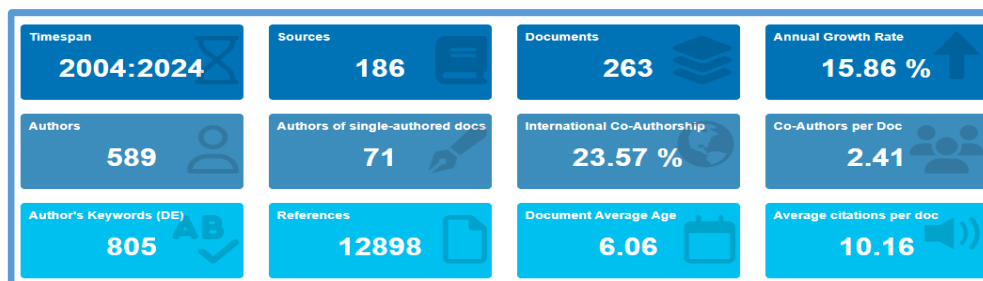 Timespan
2004:2024
Sources
186
Documents
263
Annual Growth Rate
15.86 %
Authors
589
Authors of single-authored docs
71
International Co-Authorship
23.57 %
Co-Authors per Doc
2.41
Author's Keywords (DE)
805
AB
References
12898
Document Average Age
6.06
Average citations per doc
10.16